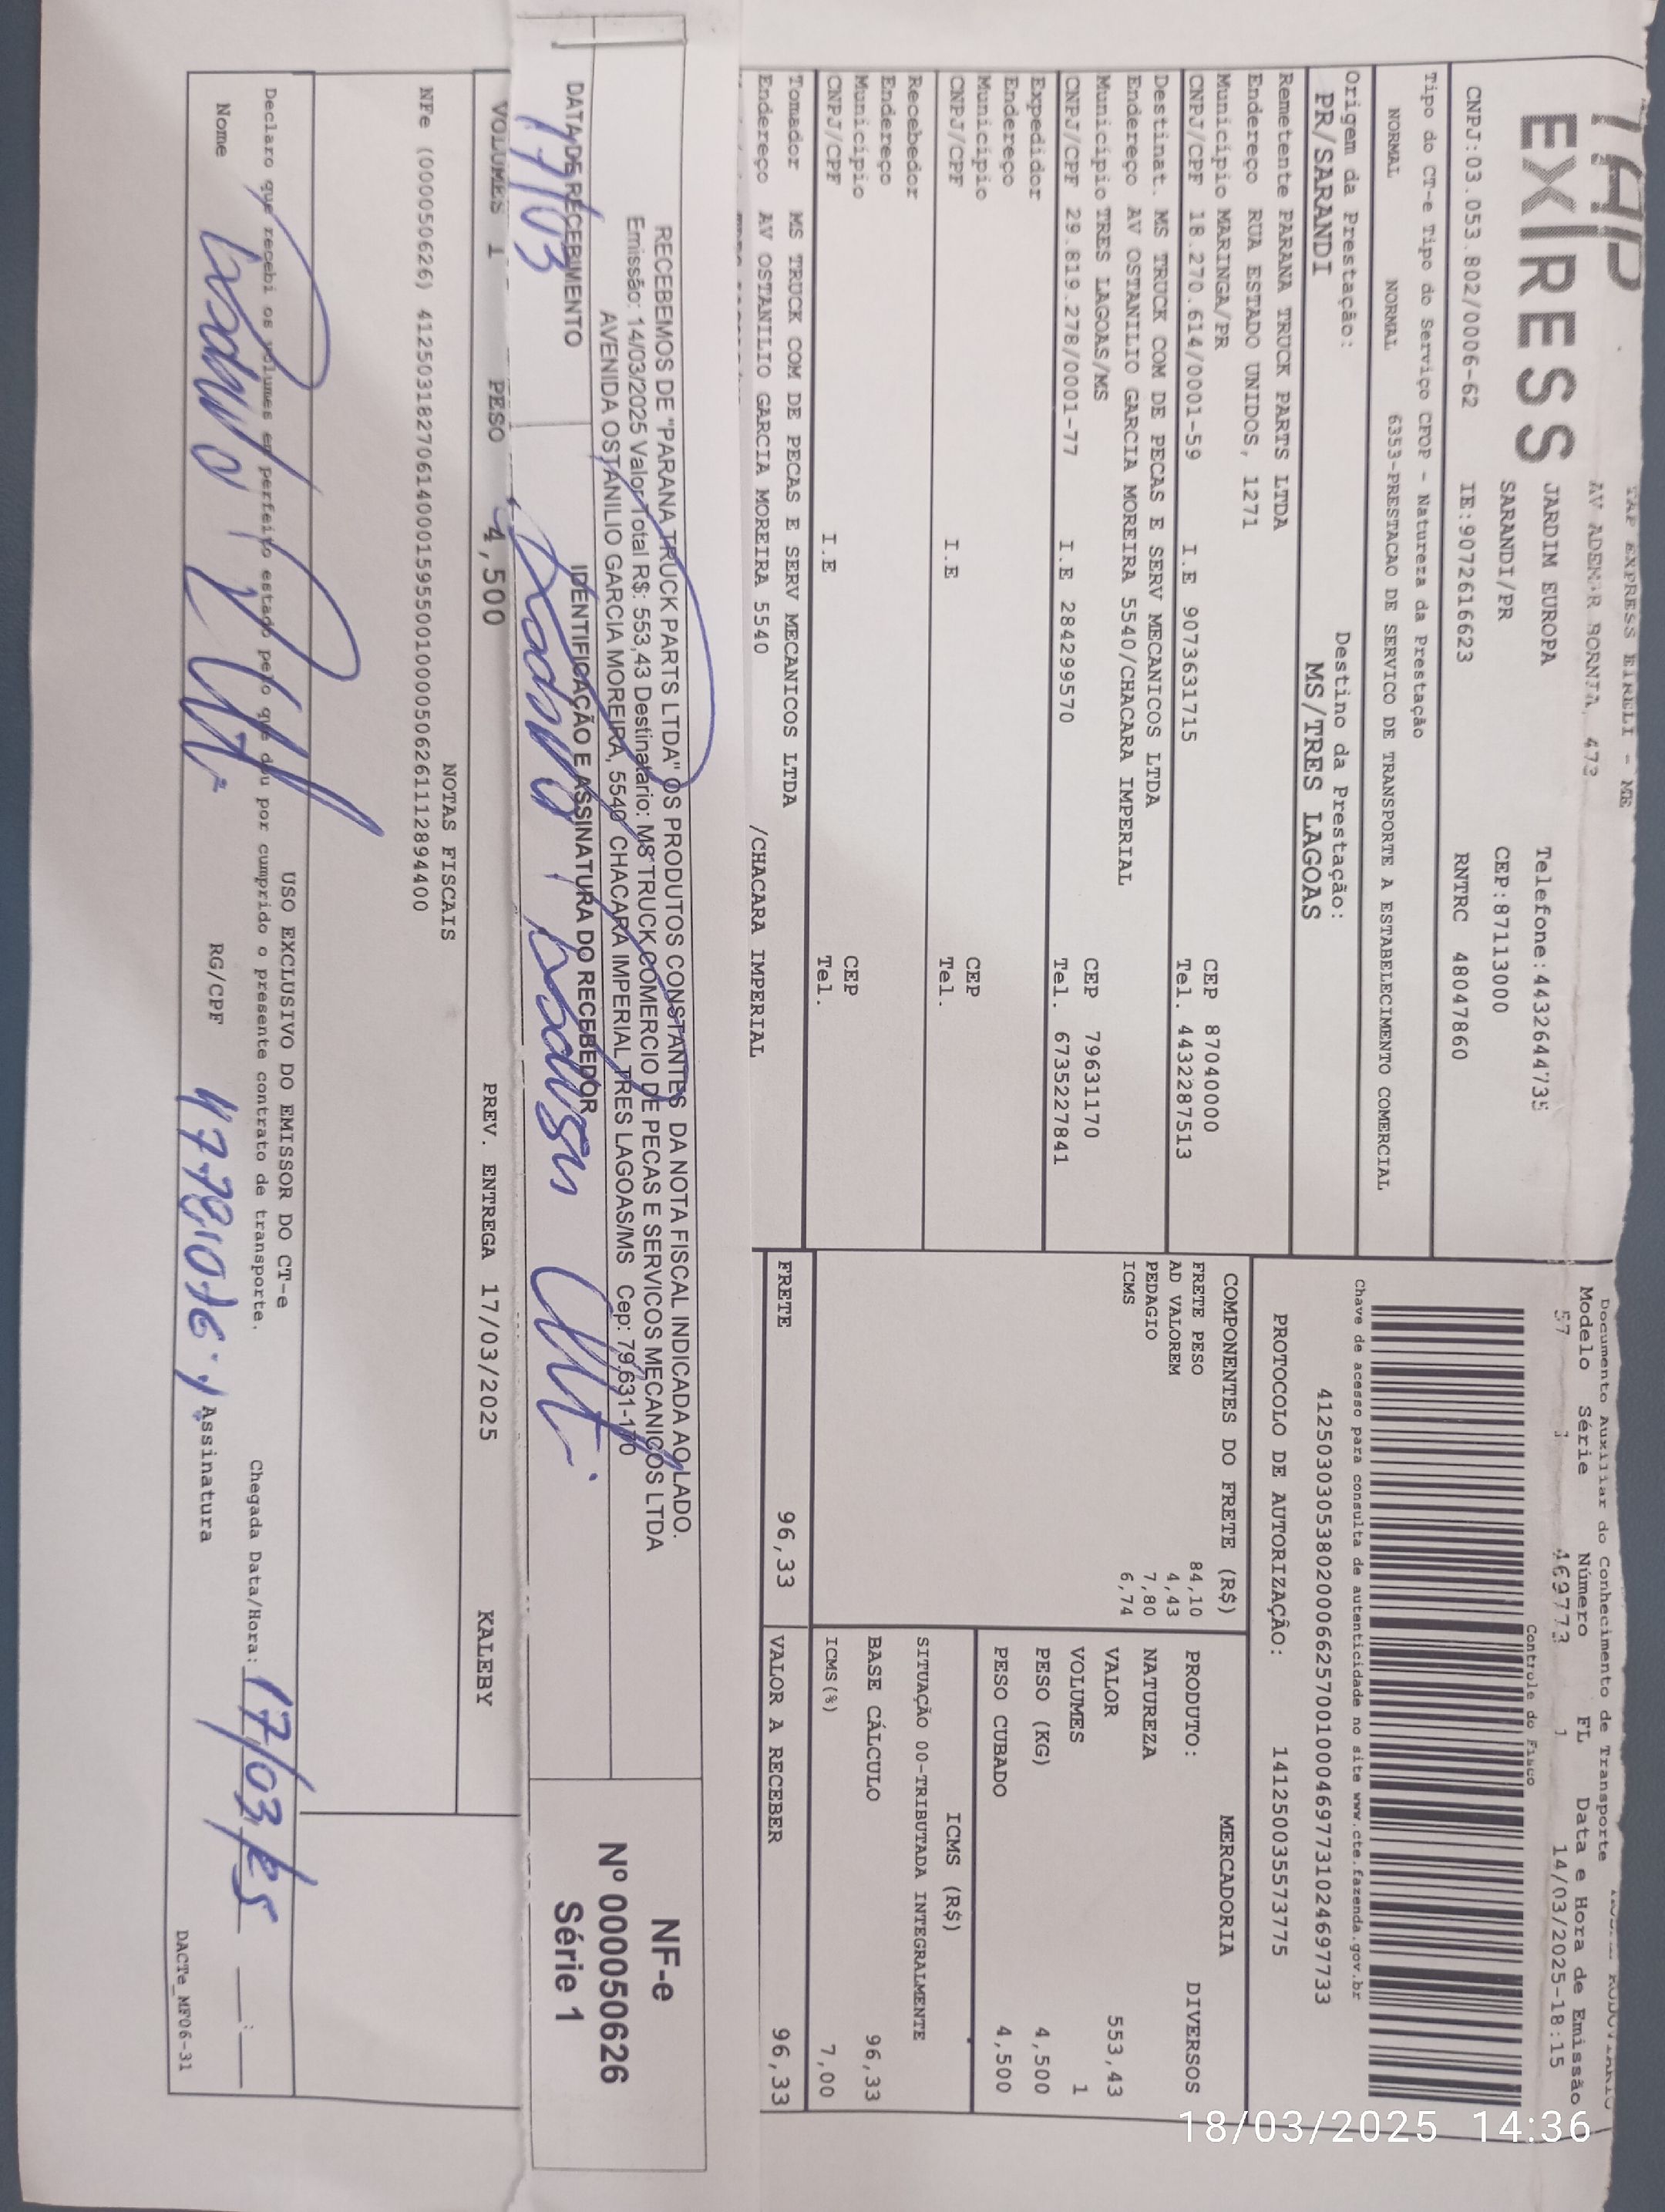 TAP
EXPRESS
TAP EXPRESS EIRELI - ME
AV ADEMAR BORNIA, 473
JARDIM EUROPA Telefone:4432644735
SARANDI/PR CEP:87113000
CNPJ:03.053.802/0006-62 IE:9072616623 RNTRC 48047860
Documento Auxiliar do Conhecimento de Transporte
Modelo Série Número FL Data e Hora de Emissão
57 1 469773 1 14/03/2025-18:15
Controle do Fisco
Tipo do CT-e Tipo do Serviço CFOP - Natureza da Prestação
NORMAL NORMAL 6353-PRESTACAO DE SERVICO DE TRANSPORTE A ESTABELECIMENTO COMERCIAL
Chave de acesso para consulta de autenticidade no site www.cte.fazenda.gov.br
41250303053802000662570010004697731024697733
Origem da Prestação: Destino da Prestação:
PR/SARANDI MS/TRES LAGOAS
PROTOCOLO DE AUTORIZAÇÃO: 141250035573775
Remetente PARANA TRUCK PARTS LTDA
Endereço RUA ESTADO UNIDOS, 1271
Município MARINGA/PR CEP 87040000
CNPJ/CPF 18.270.614/0001-59 I.E 9073631715 Tel. 4432287513
Destinat. MS TRUCK COM DE PECAS E SERV MECANICOS LTDA
Endereço AV OSTANILIO GARCIA MOREIRA 5540/CHACARA IMPERIAL
Município TRES LAGOAS/MS CEP 79631170
CNPJ/CPF 29.819.278/0001-77 I.E 284299570 Tel. 6735227841
Expedidor
Endereço
Município CEP
CNPJ/CPF I.E Tel.
Recebedor
Endereço
Município CEP
CNPJ/CPF I.E Tel.
Tomador MS TRUCK COM DE PECAS E SERV MECANICOS LTDA
Endereço AV OSTANILIO GARCIA MOREIRA 5540 /CHACARA IMPERIAL
COMPONENTES DO FRETE (R$)
FRETE PESO 84,10
AD VALOREM 4,43
PEDAGIO 7,80
ICMS 6,74
MERCADORIA
PRODUTO: DIVERSOS
NATUREZA
VALOR 553,43
VOLUMES 1
PESO (KG) 4,500
PESO CUBADO 4,500
ICMS (R$)
SITUAÇÃO 00-TRIBUTADA INTEGRALMENTE
BASE CÁLCULO 96,33
ICMS(%) 7,00
FRETE 96,33 VALOR A RECEBER 96,33
RECEBEMOS DE "PARANA TRUCK PARTS LTDA" OS PRODUTOS CONSTANTES DA NOTA FISCAL INDICADA AO LADO.
Emissão: 14/03/2025 Valor Total R$: 553,43 Destinatario: MS TRUCK COMERCIO DE PECAS E SERVICOS MECANICOS LTDA
AVENIDA OSTANILIO GARCIA MOREIRA, 5540 CHACARA IMPERIAL TRES LAGOAS/MS Cep: 79.631-170
DATA DE RECEBIMENTO IDENTIFICAÇÃO E ASSINATURA DO RECEBEDOR
17/03
NF-e
Nº 000050626
Série 1
VOLUMES 1 PESO 4,500 PREV. ENTREGA 17/03/2025 KALEBY
NOTAS FISCAIS
NFe (000050626) 41250318270614000159550010000506261112894400
USO EXCLUSIVO DO EMISSOR DO CT-e
Declaro que recebi os volumes em perfeito estado pelo que dou por cumprido o presente contrato de transporte. Chegada Data/Hora: 17/03/25 __:__
Nome RG/CPF Assinatura
DACTe_MF06-31
18/03/2025 14:36